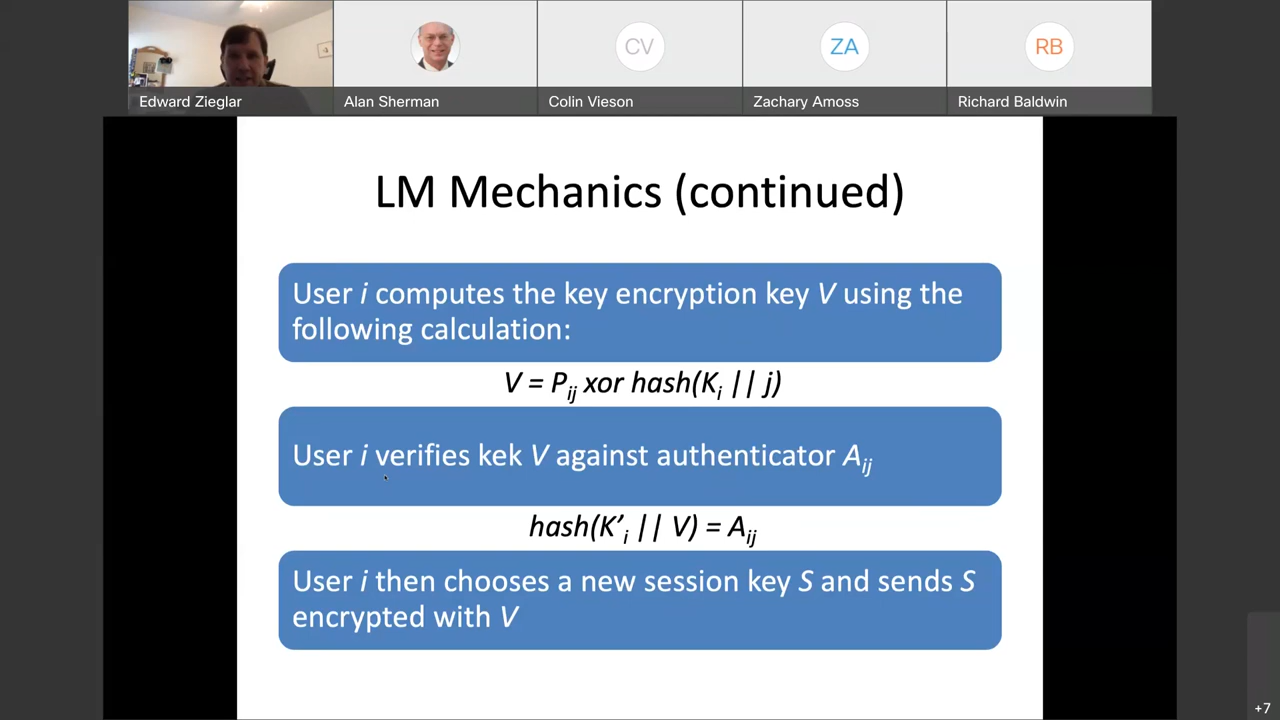 CV
ZA
RB
Edward Zieglar
Alan Sherman
Colin Vieson
Zachary Amoss
Richard Baldwin
LM Mechanics (continued)
User i computes the key encryption key V using the
following calculation:
V = Pij xor hash(Ki || j)
User i verifies kek V against authenticator Aij
hash(K’i || V) = Aij
User i then chooses a new session key S and sends S
encrypted with V
+7